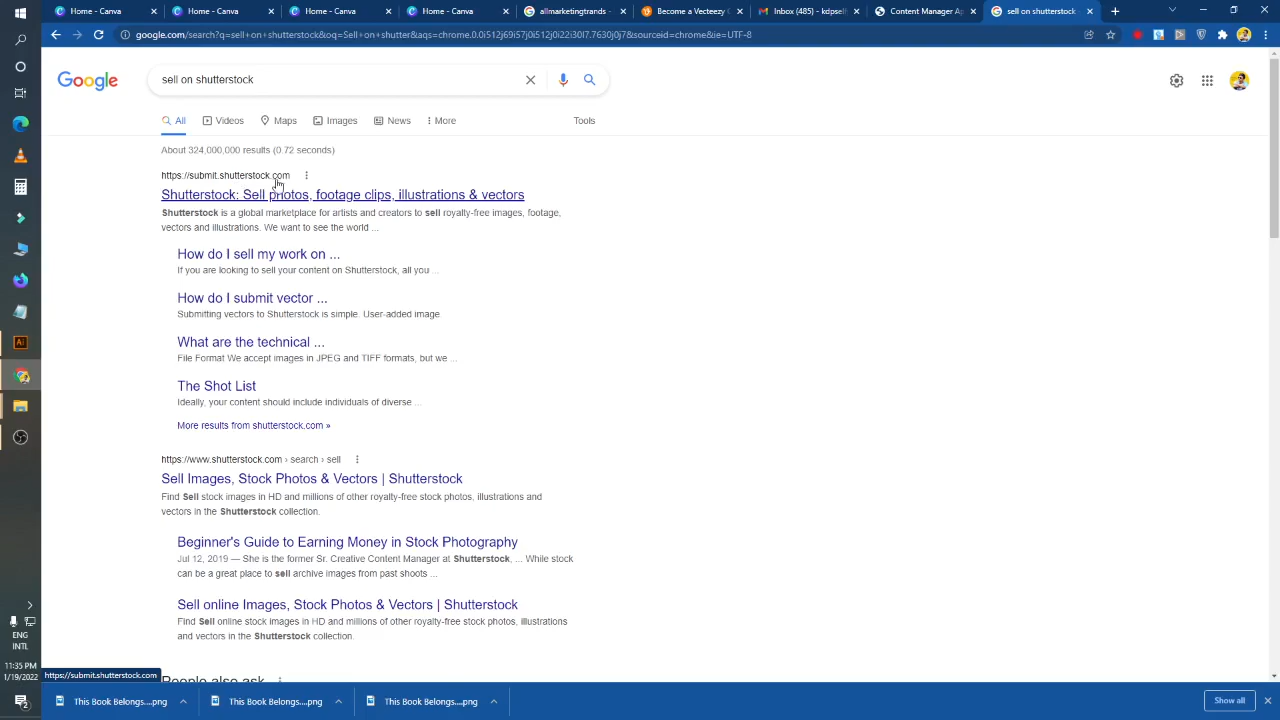 Home - Canva
Home - Canva
Home - Canva
Home - Canva
allmarketingtrands -
Become a Vecteezy C
Inbox (485) - kdpsel
Content Manager Ap
sell on shutterstock
google.com/search?q=sell+on+shutterstock&oq=Sell+on+shutter&aqs=chrome.0.0i512j69i57j0i512j0i22i30l7.7630j0j7&sourceid=chrome&ie=UTF-8
Google
sell on shutterstock
All
Videos
Maps
Images
News
More
Tools
About 324,000,000 results (0.72 seconds)
https://submit.shutterstock.com
Shutterstock: Sell photos, footage clips, illustrations & vectors
Shutterstock is a global marketplace for artists and creators to sell royalty-free images, footage,
vectors and illustrations. We want to see the world ...
How do I sell my work on ...
If you are looking to sell your content on Shutterstock, all you ...
How do I submit vector ...
Submitting vectors to Shutterstock is simple. User-added image.
What are the technical ...
File Format We accept images in JPEG and TIFF formats, but we ...
The Shot List
Ideally, your content should include individuals of diverse ...
More results from shutterstock.com »
https://www.shutterstock.com › search › sell
Sell Images, Stock Photos & Vectors | Shutterstock
Find Sell stock images in HD and millions of other royalty-free stock photos, illustrations and
vectors in the Shutterstock collection.
Beginner's Guide to Earning Money in Stock Photography
Jul 12, 2019 — She is the former Sr. Creative Content Manager at Shutterstock, ... While stock
can be a great place to sell archive images from past shoots ...
Sell online Images, Stock Photos & Vectors | Shutterstock
Find Sell online stock images in HD and millions of other royalty-free stock photos, illustrations
and vectors in the Shutterstock collection.
People also ask
https://submit.shutterstock.com
This Book Belongs....png
This Book Belongs....png
This Book Belongs....png
Show all
Ai
ENG
INTL
11:35 PM
1/19/2022